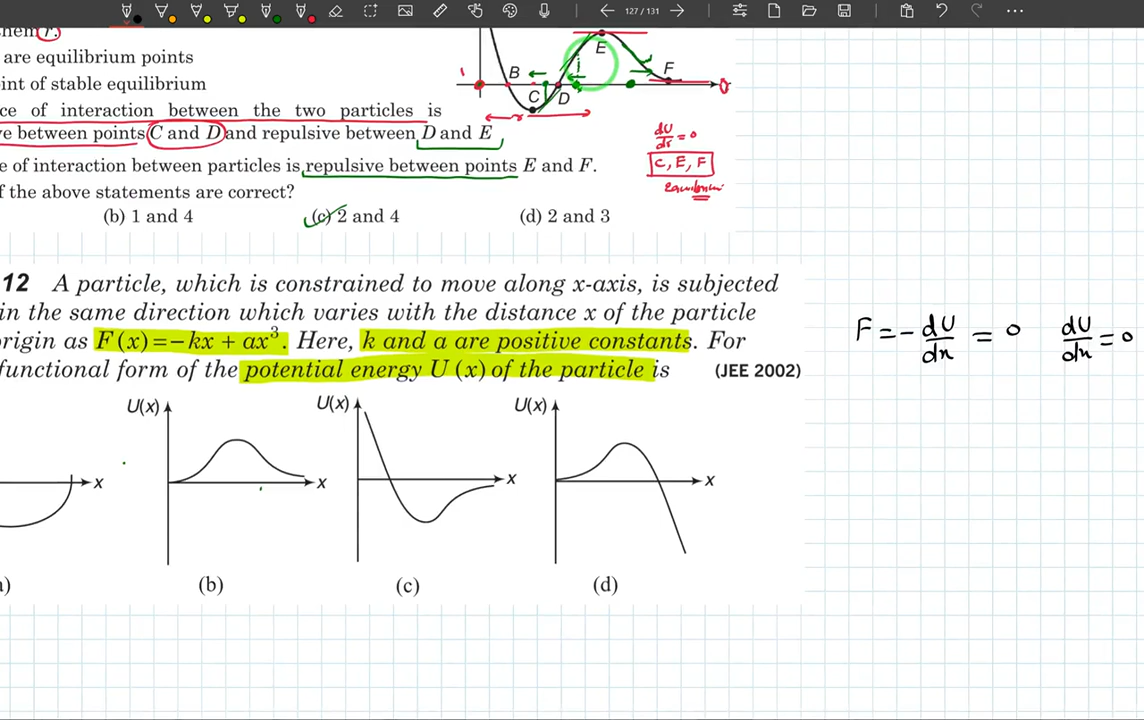 127 / 131
are equilibrium points
int of stable equilibrium
ce of interaction between the two particles is
ve between points C and D and repulsive between D and E
e of interaction between particles is repulsive between points E and F.
f the above statements are correct?
(b) 1 and 4 (c) 2 and 4 (d) 2 and 3
B C D E F
dU/dr = 0
C, E, F
12 A particle, which is constrained to move along x-axis, is subjected
in the same direction which varies with the distance x of the particle
origin as F(x) = −kx + ax³. Here, k and a are positive constants. For
functional form of the potential energy U (x) of the particle is (JEE 2002)
F = − dU/dx = 0 dU/dx = 0
U(x) U(x) U(x)
x x x x
(b) (c) (d)